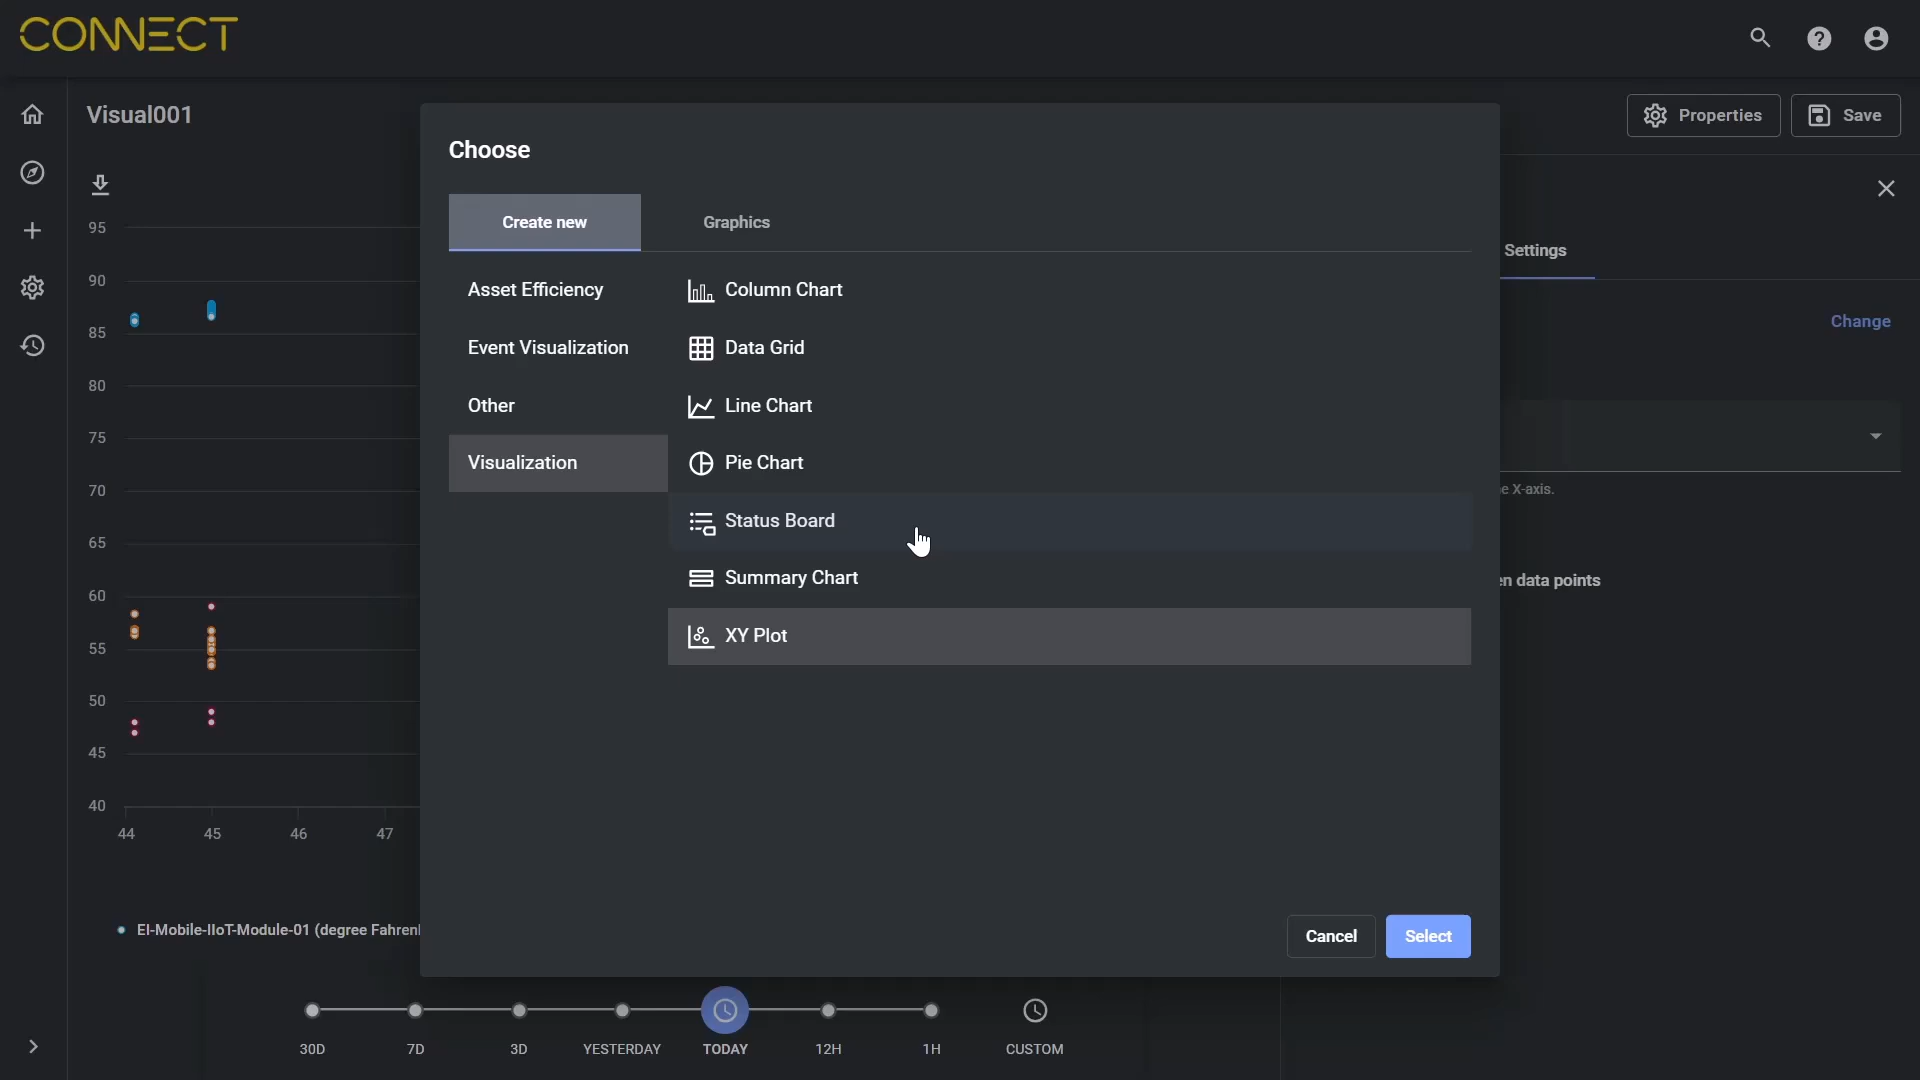 CONNECT
Visual001
Properties
Save
Choose
Create new
Graphics
Settings
Asset Efficiency
Event Visualization
Other
Visualization
Column Chart
Data Grid
Line Chart
Pie Chart
Status Board
Summary Chart
XY Plot
Change
X-axis.
data points
95
90
85
80
75
70
65
60
55
50
45
40
44
45
46
47
EI-Mobile-IIoT-Module-01 (degree
Cancel
Select
30D
7D
3D
YESTERDAY
TODAY
12H
1H
CUSTOM